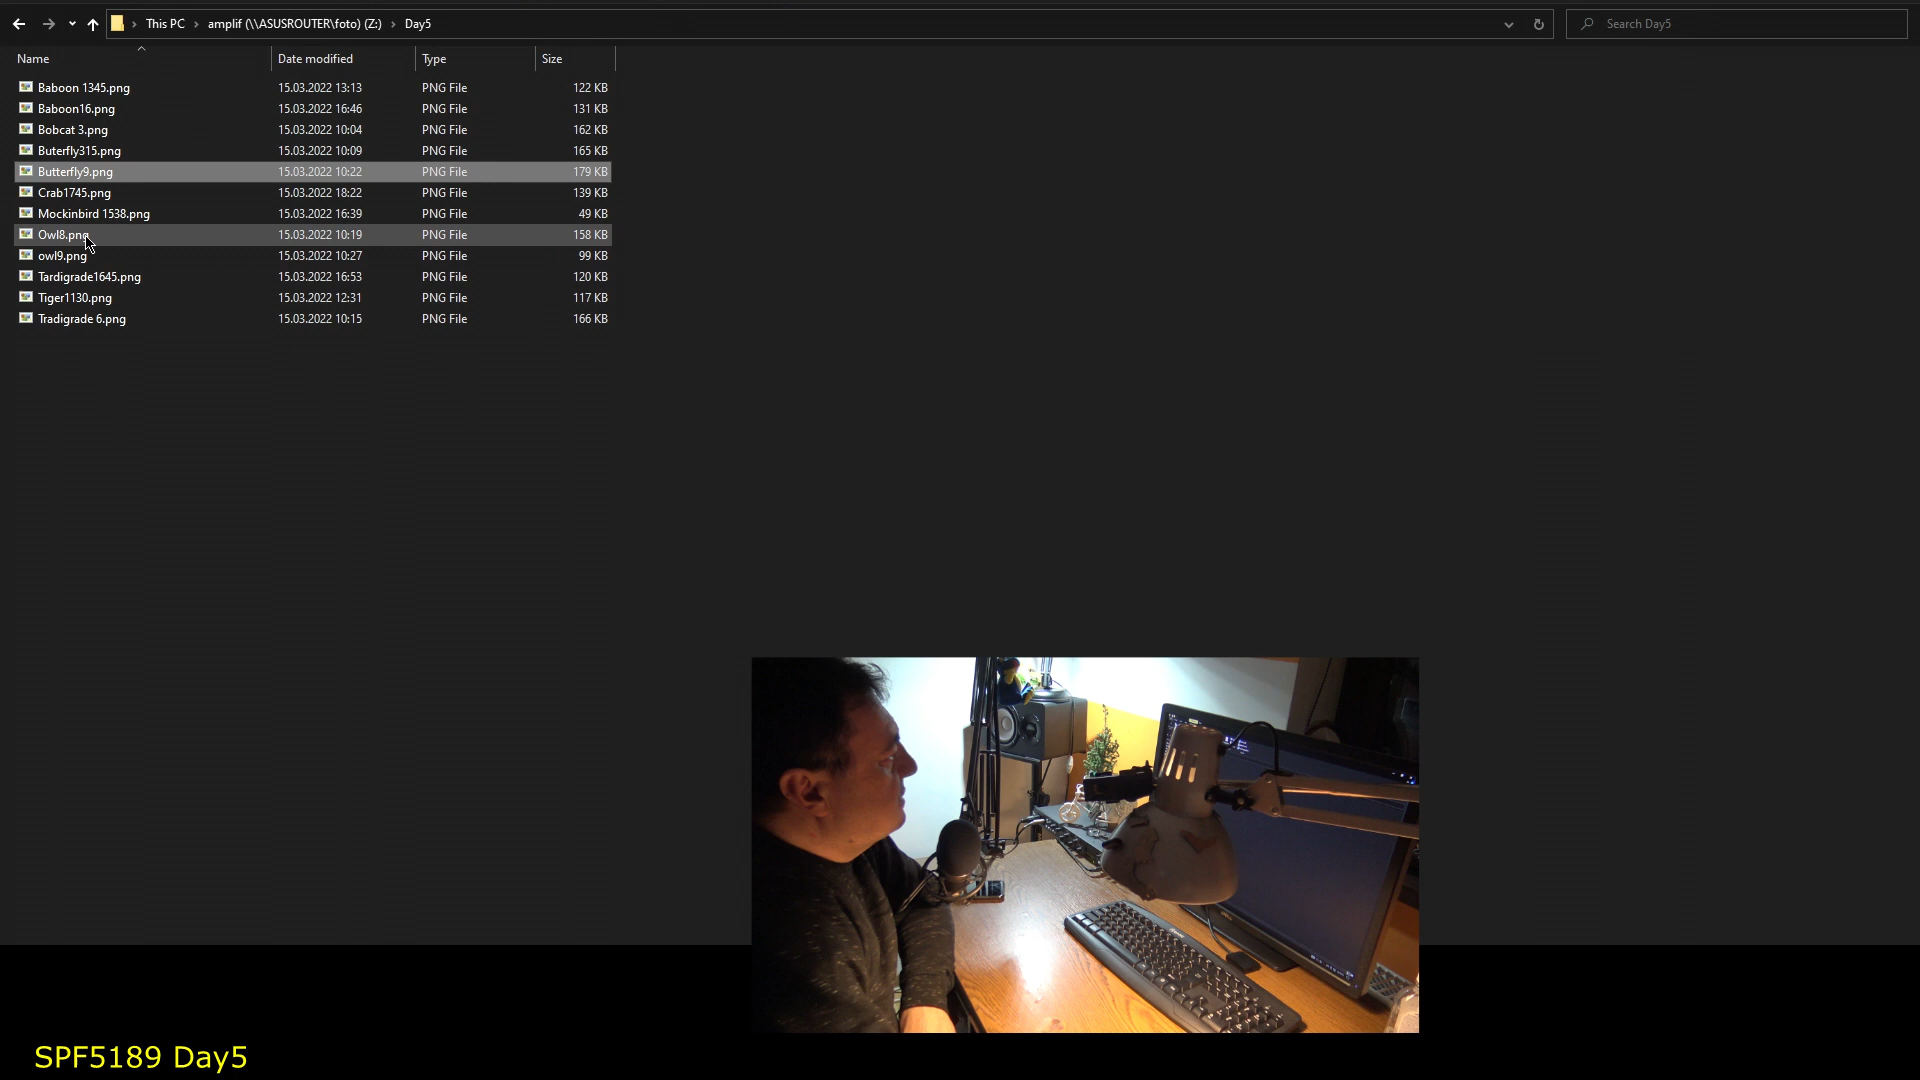 This PC › amplif (\\ASUSROUTER\foto) (Z:) › Day5
Search Day5
Name Date modified Type Size
Baboon 1345.png 15.03.2022 13:13 PNG File 122 KB
Baboon16.png 15.03.2022 16:46 PNG File 131 KB
Bobcat 3.png 15.03.2022 10:04 PNG File 162 KB
Buterfly315.png 15.03.2022 10:09 PNG File 165 KB
Butterfly9.png 15.03.2022 10:22 PNG File 179 KB
Crab1745.png 15.03.2022 18:22 PNG File 139 KB
Mockinbird 1538.png 15.03.2022 16:39 PNG File 49 KB
Owl8.png 15.03.2022 10:19 PNG File 158 KB
owl9.png 15.03.2022 10:27 PNG File 99 KB
Tardigrade1645.png 15.03.2022 16:53 PNG File 120 KB
Tiger1130.png 15.03.2022 12:31 PNG File 117 KB
Tradigrade 6.png 15.03.2022 10:15 PNG File 166 KB
SPF5189 Day5